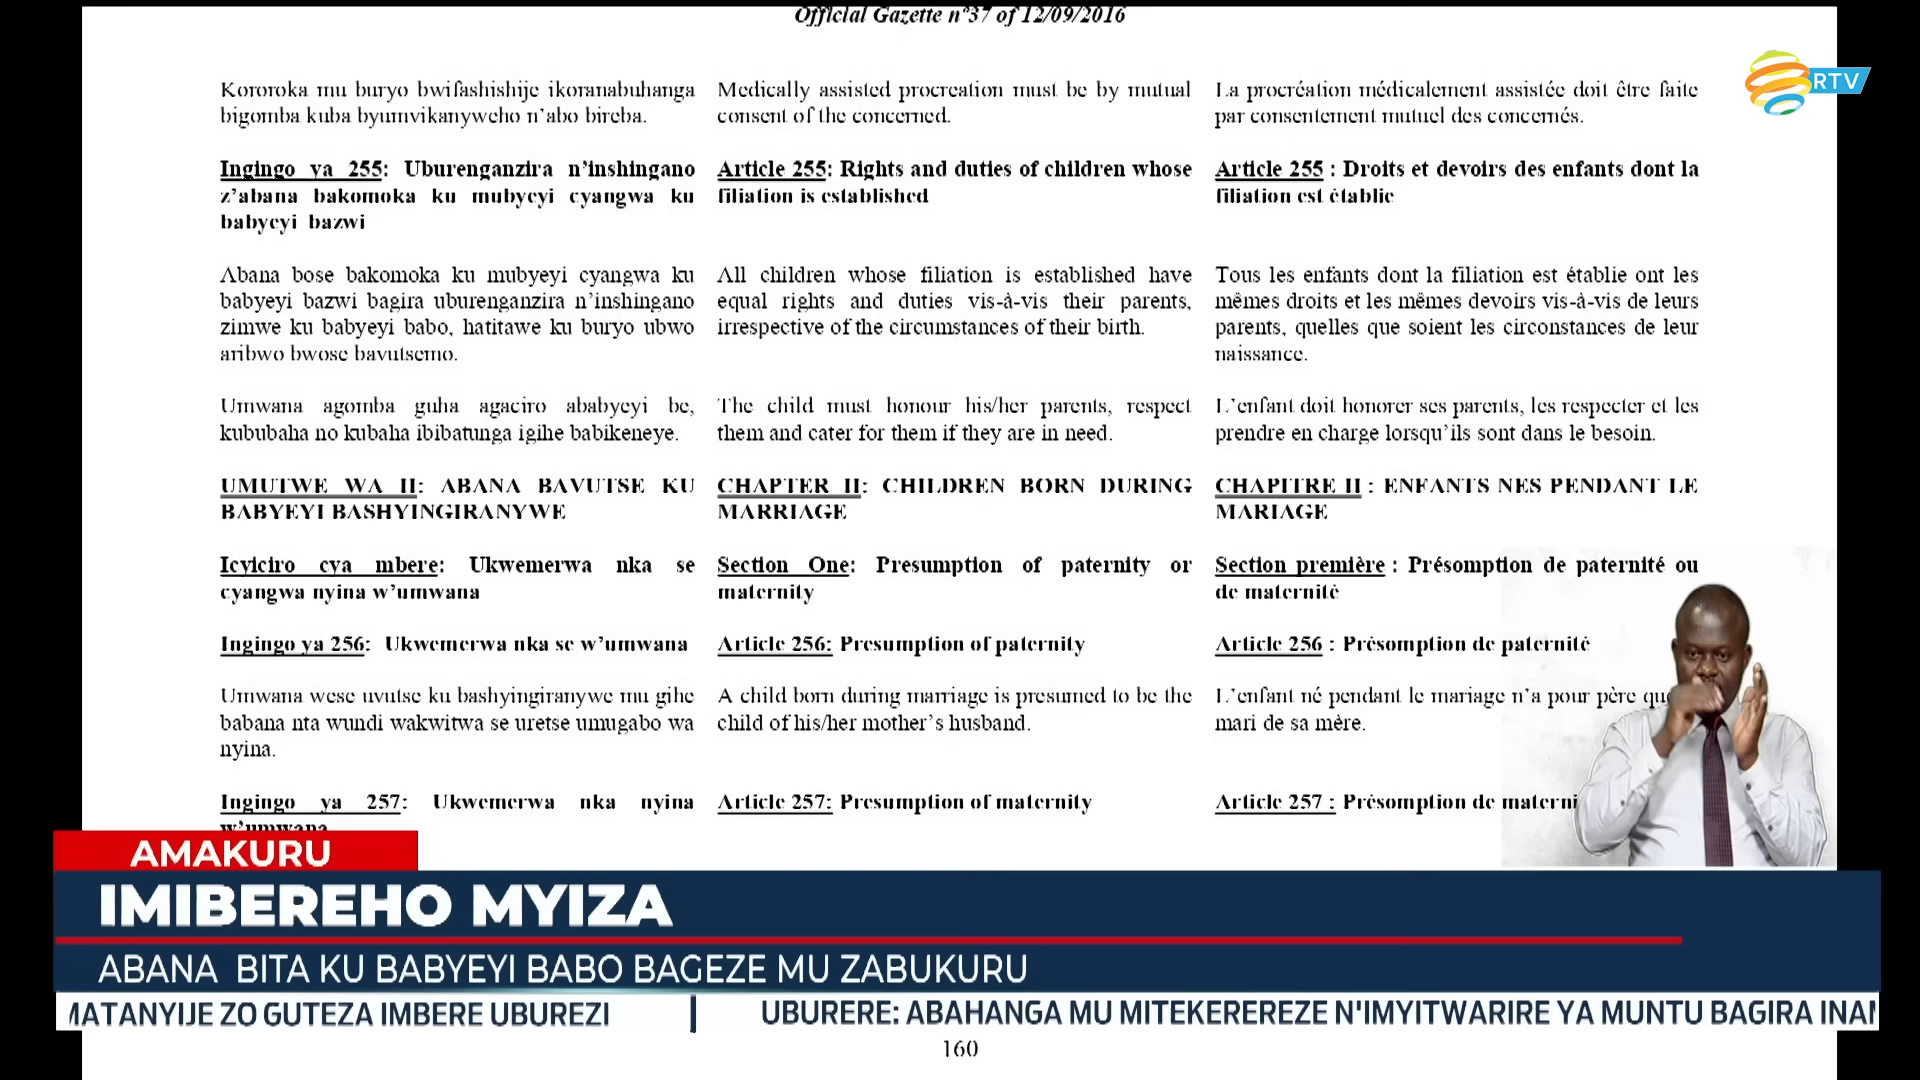 Official Gazette nº37 of 12/09/2016
RTV
Kororoka mu buryo bwifashishije ikoranabuhanga
bigomba kuba byumvikanyweho n'abo bireba.
Ingingo ya 255: Uburenganzira n'inshingano
z'abana bakomoka ku mubyeyi cyangwa ku
babyeyi bazwi
Abana bose bakomoka ku mubyeyi cyangwa ku
babyeyi bazwi bagira uburenganzira n'inshingano
zimwe ku babyeyi babo, hatitawe ku buryo ubwo
aribwo bwose bavutsemo.
Umwana agomba guha agaciro ababyeyi be,
kububaha no kubaha ibibatunga igihe babikeneye.
UMUTWE WA II: ABANA BAVUTSE KU
BABYEYI BASHYINGIRANYWE
Icyiciro cya mbere: Ukwemerwa nka se
cyangwa nyina w'umwana
Ingingo ya 256: Ukwemerwa nka se w'umwana
Umwana wese uvutse ku bashyingiranywe mu gihe
babana nta wundi wakwitwa se uretse umugabo wa
nyina.
Ingingo ya 257: Ukwemerwa nka nyina
w'umwana
Medically assisted procreation must be by mutual
consent of the concerned.
Article 255: Rights and duties of children whose
filiation is established
All children whose filiation is established have
equal rights and duties vis-à-vis their parents,
irrespective of the circumstances of their birth.
The child must honour his/her parents, respect
them and cater for them if they are in need.
CHAPTER II: CHILDREN BORN DURING
MARRIAGE
Section One: Presumption of paternity or
maternity
Article 256: Presumption of paternity
A child born during marriage is presumed to be the
child of his/her mother's husband.
Article 257: Presumption of maternity
La procréation médicalement assistée doit être faite
par consentement mutuel des concernés.
Article 255 : Droits et devoirs des enfants dont la
filiation est établie
Tous les enfants dont la filiation est établie ont les
mêmes droits et les mêmes devoirs vis-à-vis de leurs
parents, quelles que soient les circonstances de leur
naissance.
L'enfant doit honorer ses parents, les respecter et les
prendre en charge lorsqu'ils sont dans le besoin.
CHAPITRE II : ENFANTS NES PENDANT LE
MARIAGE
Section première : Présomption de paternité ou
de maternité
Article 256 : Présomption de paternité
L'enfant né pendant le mariage n'a pour père
mari de sa mère.
Article 257 : Présomption de
AMAKURU
IMIBEREHO MYIZA
ABANA BITA KU BABYEYI BABO BAGEZE MU ZABUKURU
MATANYIJE ZO GUTEZA IMBERE UBUREZI | UBURERE: ABAHANGA MU MITEKEREREZE N'IMYITWARIRE YA MUNTU BAGIRA
160